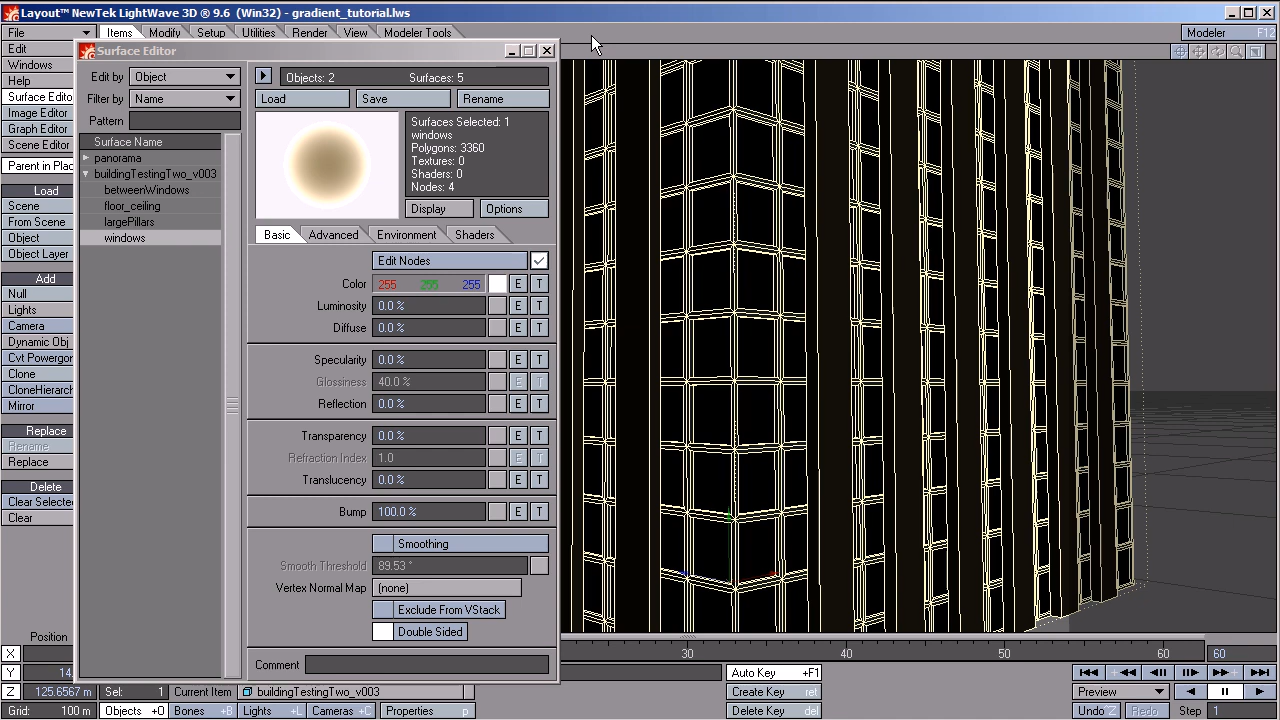 Layout™ NewTek LightWave 3D ® 9.6 (Win32) - gradient_tutorial.lws
File Items Modify Setup Utilities Render View Modeler Tools Modeler F12
Edit
Windows
Help
Surface Edito
Image Editor
Graph Editor
Scene Editor
Parent in Plac
Load
Scene
From Scene
Object
Object Layer
Add
Null
Lights
Camera
Dynamic Obj
Cvt Powergon
Clone
CloneHierarch
Mirror
Replace
Rename
Replace
Delete
Clear Selected
Clear
Surface Editor
Edit by Object
Filter by Name
Pattern
Surface Name
panorama
buildingTestingTwo_v003
betweenWindows
floor_ceiling
largePillars
windows
Objects: 2 Surfaces: 5
Load Save Rename
Surfaces Selected: 1
windows
Polygons: 3360
Textures: 0
Shaders: 0
Nodes: 4
Display Options
Basic Advanced Environment Shaders
Edit Nodes
Color 255 255 255 E T
Luminosity 0.0 % E T
Diffuse 0.0 % E T
Specularity 0.0 % E T
Glossiness 40.0 % E T
Reflection 0.0 % E T
Transparency 0.0 % E T
Refraction Index 1.0 E T
Translucency 0.0 % E T
Bump 100.0 % E T
Smoothing
Smooth Threshold 89.53 °
Vertex Normal Map (none)
Exclude From VStack
Double Sided
Comment
Position
30 40 50 60 60
X
Y 14.
Z 125.6567 m Sel: 1 Current Item buildingTestingTwo_v003
Grid: 100 m Objects +O Bones +B Lights +L Cameras +C Properties p
Auto Key +F1
Create Key ret
Delete Key del
Preview
Undo ^Z Redo Step 1